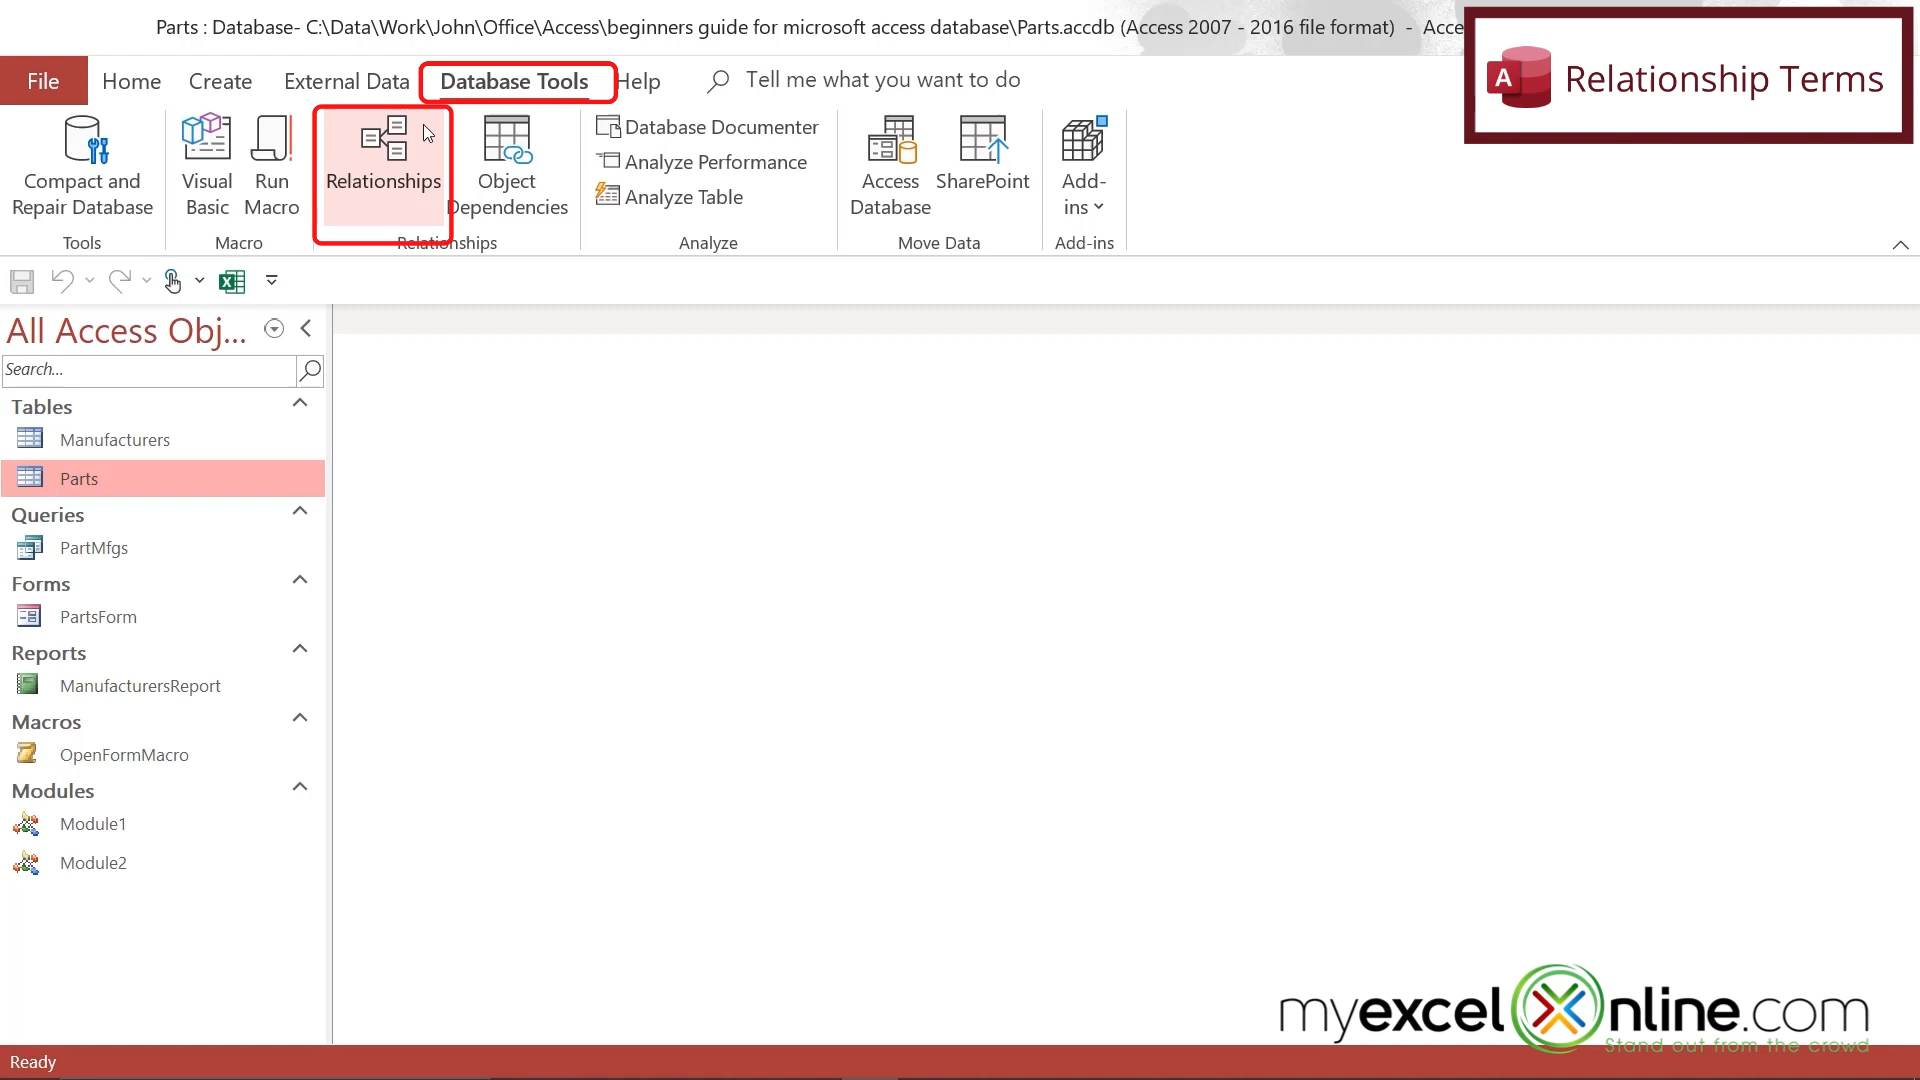 Parts : Database- C:\Data\Work\John\Office\Access\beginners guide for microsoft access database\Parts.accdb (Access 2007 - 2016 file format) - Acce
Relationship Terms
File Home Create External Data Database Tools Help Tell me what you want to do
Compact and
Repair Database
Tools
Visual
Basic
Run
Macro
Macro
Relationships
Object
Dependencies
Relationships
Database Documenter
Analyze Performance
Analyze Table
Analyze
Access
Database
SharePoint
Move Data
Add-
ins
Add-ins
All Access Obj...
Search...
Tables
Manufacturers
Parts
Queries
PartMfgs
Forms
PartsForm
Reports
ManufacturersReport
Macros
OpenFormMacro
Modules
Module1
Module2
myexcelOnline.com
Stand out from the crowd
Ready